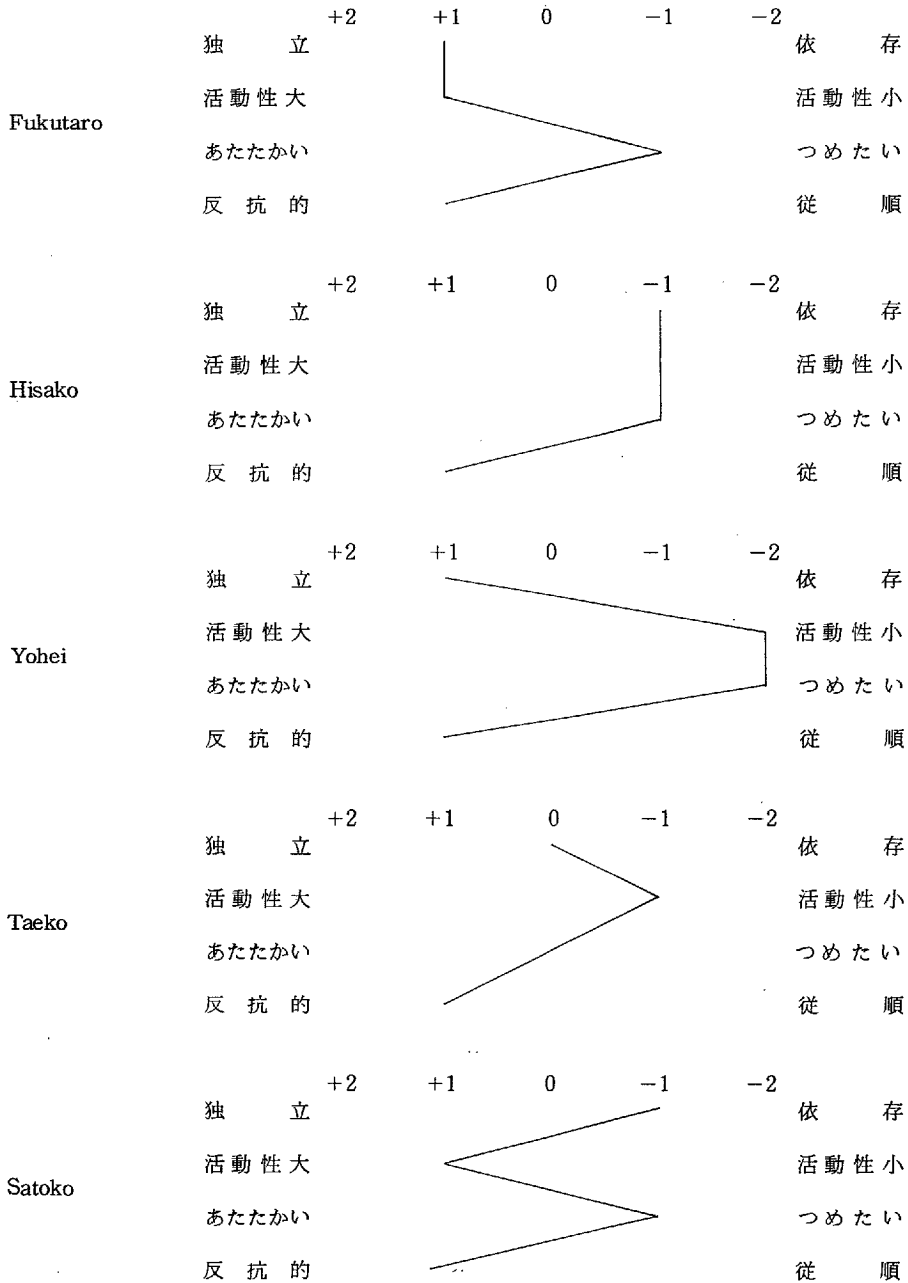 +2 +1 0 −1 −2
独立 依存
活動性大 活動性小
Fukutaro
あたたかい つめたい
反抗的 従順
+2 +1 0 −1 −2
独立 依存
活動性大 活動性小
Hisako
あたたかい つめたい
反抗的 従順
+2 +1 0 −1 −2
独立 依存
活動性大 活動性小
Yohei
あたたかい つめたい
反抗的 従順
+2 +1 0 −1 −2
独立 依存
活動性大 活動性小
Taeko
あたたかい つめたい
反抗的 従順
+2 +1 0 −1 −2
独立 依存
活動性大 活動性小
Satoko
あたたかい つめたい
反抗的 従順